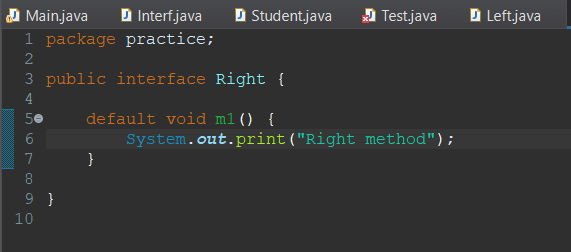 Main.java Interf.java Student.java Test.java Left.java
1 package practice;
2
3 public interface Right {
4
5 default void m1() {
6 System.out.print("Right method");
7 }
8
9 }
10